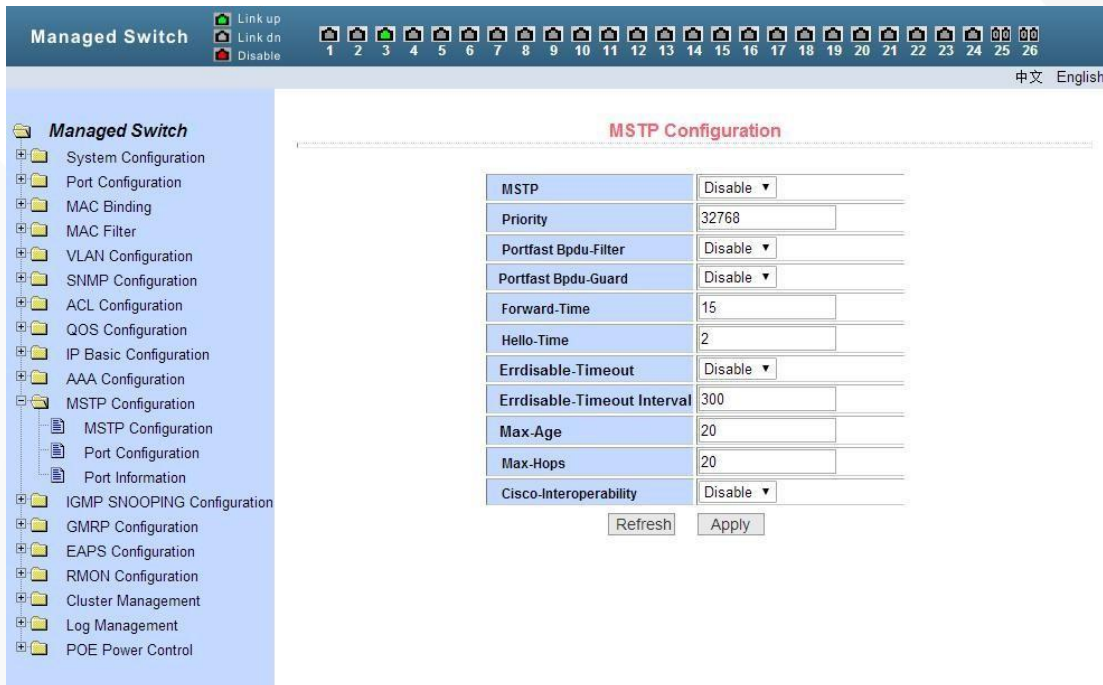 Managed Switch
Link up
Link dn
Disable
1 2 3 4 5 6 7 8 9 10 11 12 13 14 15 16 17 18 19 20 21 22 23 24 25 26
中文 English
Managed Switch
System Configuration
Port Configuration
MAC Binding
MAC Filter
VLAN Configuration
SNMP Configuration
ACL Configuration
QOS Configuration
IP Basic Configuration
AAA Configuration
MSTP Configuration
MSTP Configuration
Port Configuration
Port Information
IGMP SNOOPING Configuration
GMRP Configuration
EAPS Configuration
RMON Configuration
Cluster Management
Log Management
POE Power Control
MSTP Configuration
MSTP Disable
Priority 32768
Portfast Bpdu-Filter Disable
Portfast Bpdu-Guard Disable
Forward-Time 15
Hello-Time 2
Errdisable-Timeout Disable
Errdisable-Timeout Interval 300
Max-Age 20
Max-Hops 20
Cisco-Interoperability Disable
Refresh Apply